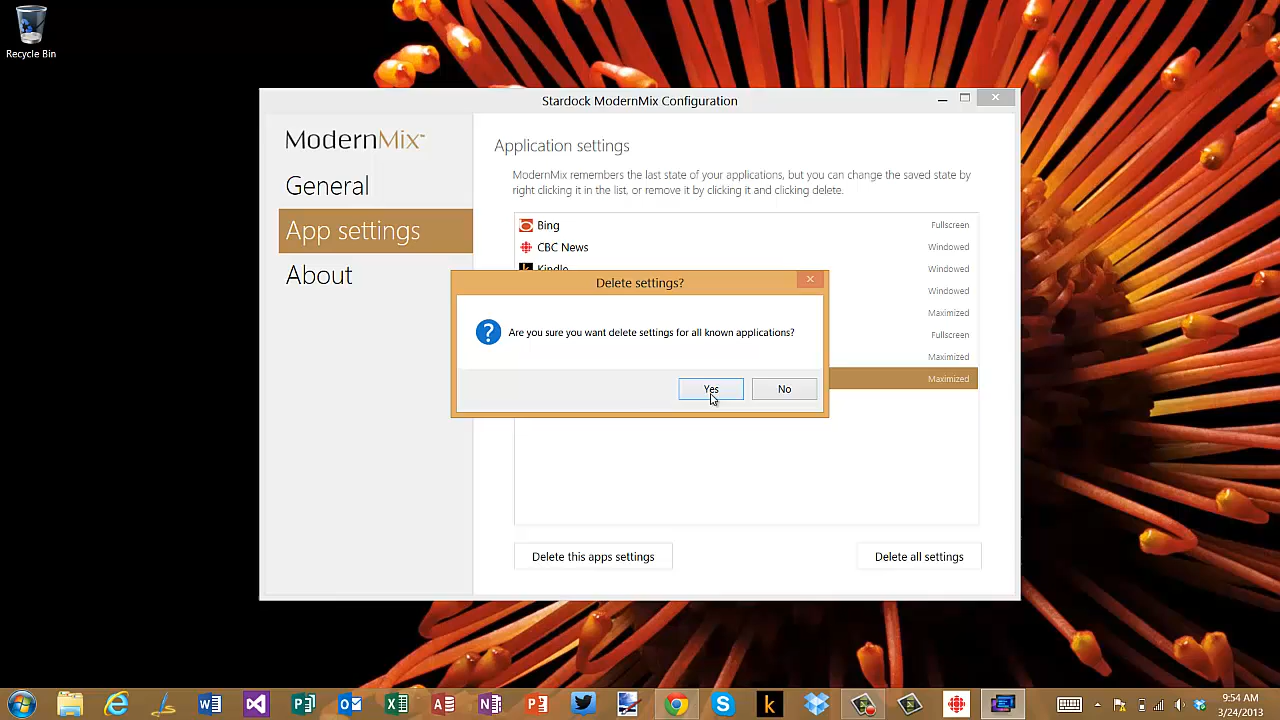 Recycle Bin
Stardock ModernMix Configuration
ModernMix™
General
App settings
About
Application settings
ModernMix remembers the last state of your applications, but you can change the saved state by
right clicking it in the list, or remove it by clicking it and clicking delete.
Bing Fullscreen
CBC News Windowed
Kindle Windowed
Windowed
Maximized
Fullscreen
Maximized
Maximized
Delete settings?
Are you sure you want delete settings for all known applications?
Yes No
Delete this apps settings Delete all settings
9:54 AM
3/24/2013